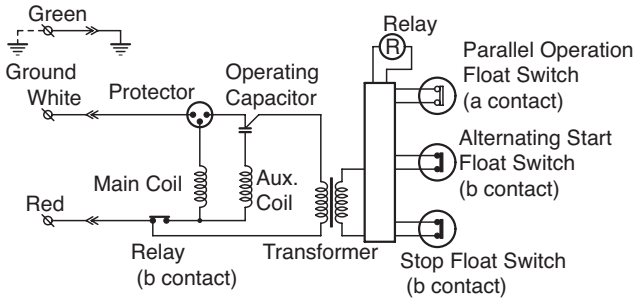 Green
Ground
White
Protector
Operating
Capacitor
Relay
R
Parallel Operation
Float Switch
(a contact)
Alternating Start
Float Switch
(b contact)
Main Coil
Aux.
Coil
Red
Relay
(b contact)
Transformer
Stop Float Switch
(b contact)